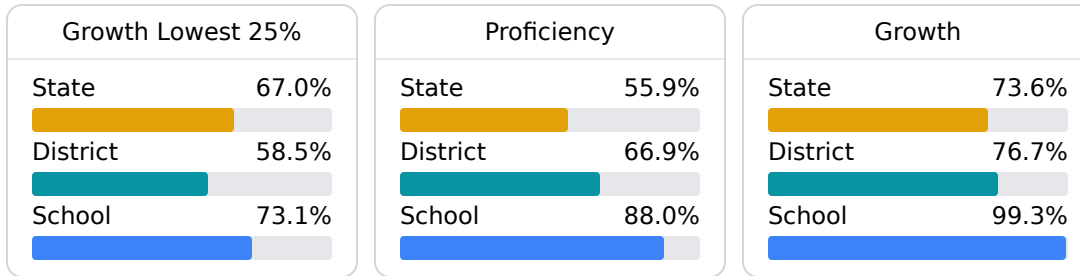 Growth Lowest 25%
State 67.0%
District 58.5%
School 73.1%
Proficiency
State 55.9%
District 66.9%
School 88.0%
Growth
State 73.6%
District 76.7%
School 99.3%